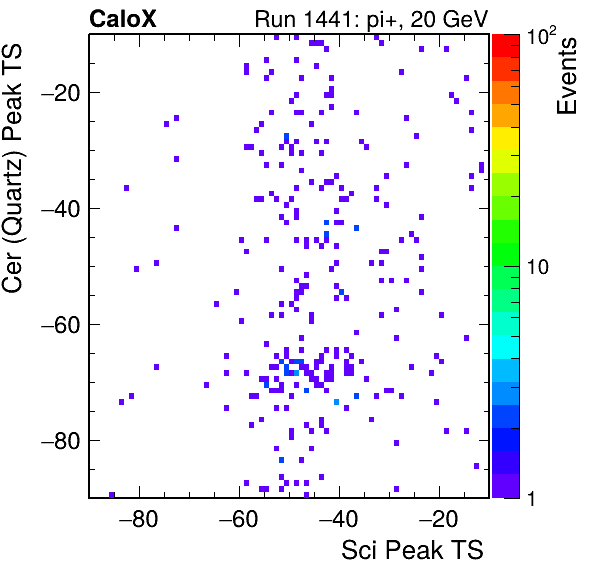 CaloX Run 1441: pi+, 20 GeV
Cer (Quartz) Peak TS
−20
−40
−60
−80
−80 −60 −40 −20
Sci Peak TS
10²
10
1
Events